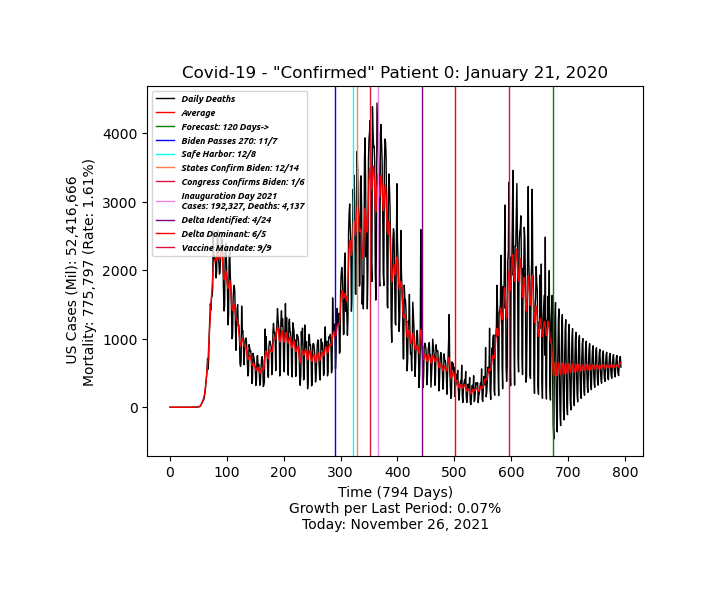 Covid-19 - "Confirmed" Patient 0: January 21, 2020
Daily Deaths
Average
Forecast: 120 Days->
Biden Passes 270: 11/7
Safe Harbor: 12/8
States Confirm Biden: 12/14
Congress Confirms Biden: 1/6
Inauguration Day 2021
Cases: 192,327, Deaths: 4,137
Delta Identified: 4/24
Delta Dominant: 6/5
Vaccine Mandate: 9/9
US Cases (Mil): 52,416,666
Mortality: 775,797 (Rate: 1.61%)
4000
3000
2000
1000
0
0 100 200 300 400 500 600 700 800
Time (794 Days)
Growth per Last Period: 0.07%
Today: November 26, 2021